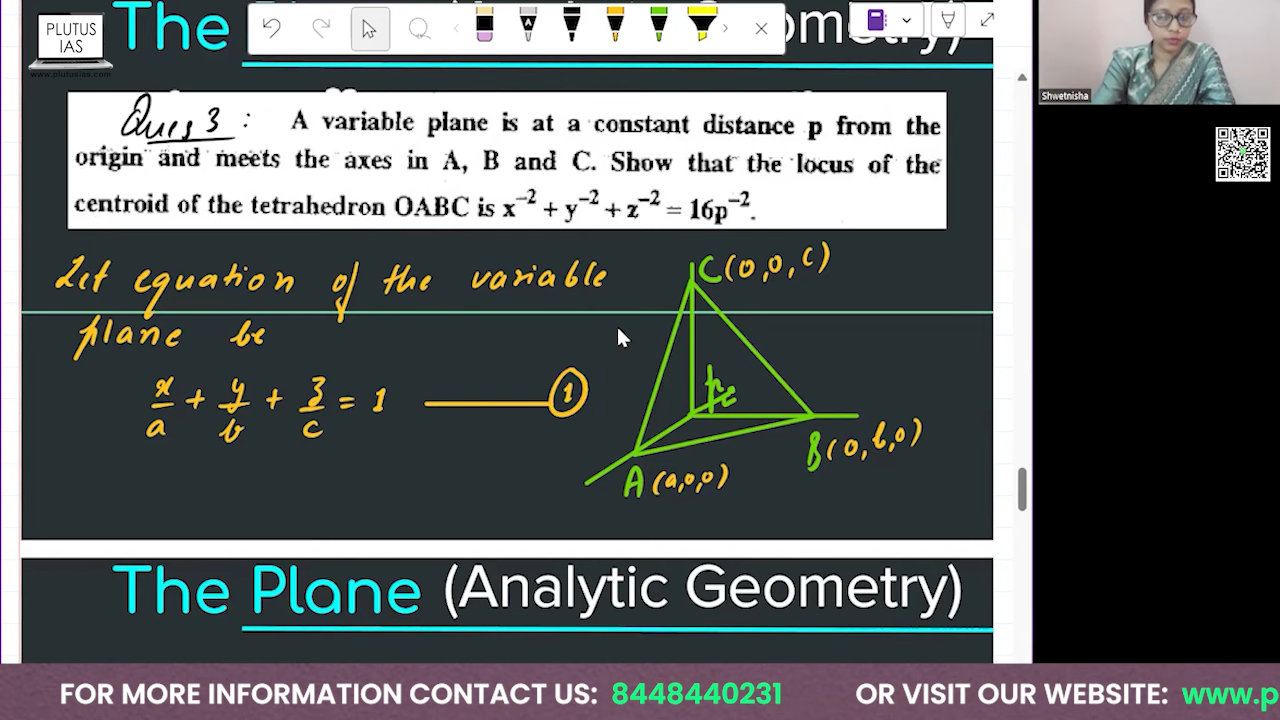 PLUTUS
IAS
www.plutusias.com
The
ometry)
Shwetnisha
Ques 3 : A variable plane is at a constant distance p from the
origin and meets the axes in A, B and C. Show that the locus of the
centroid of the tetrahedron OABC is x⁻² + y⁻² + z⁻² = 16p⁻².
Let equation of the variable
plane be
x/a + y/b + z/c = 1 ——— ①
C(0,0,c)
p
B(0,b,0)
A(a,0,0)
The Plane (Analytic Geometry)
FOR MORE INFORMATION CONTACT US: 8448440231 OR VISIT OUR WEBSITE: www.p